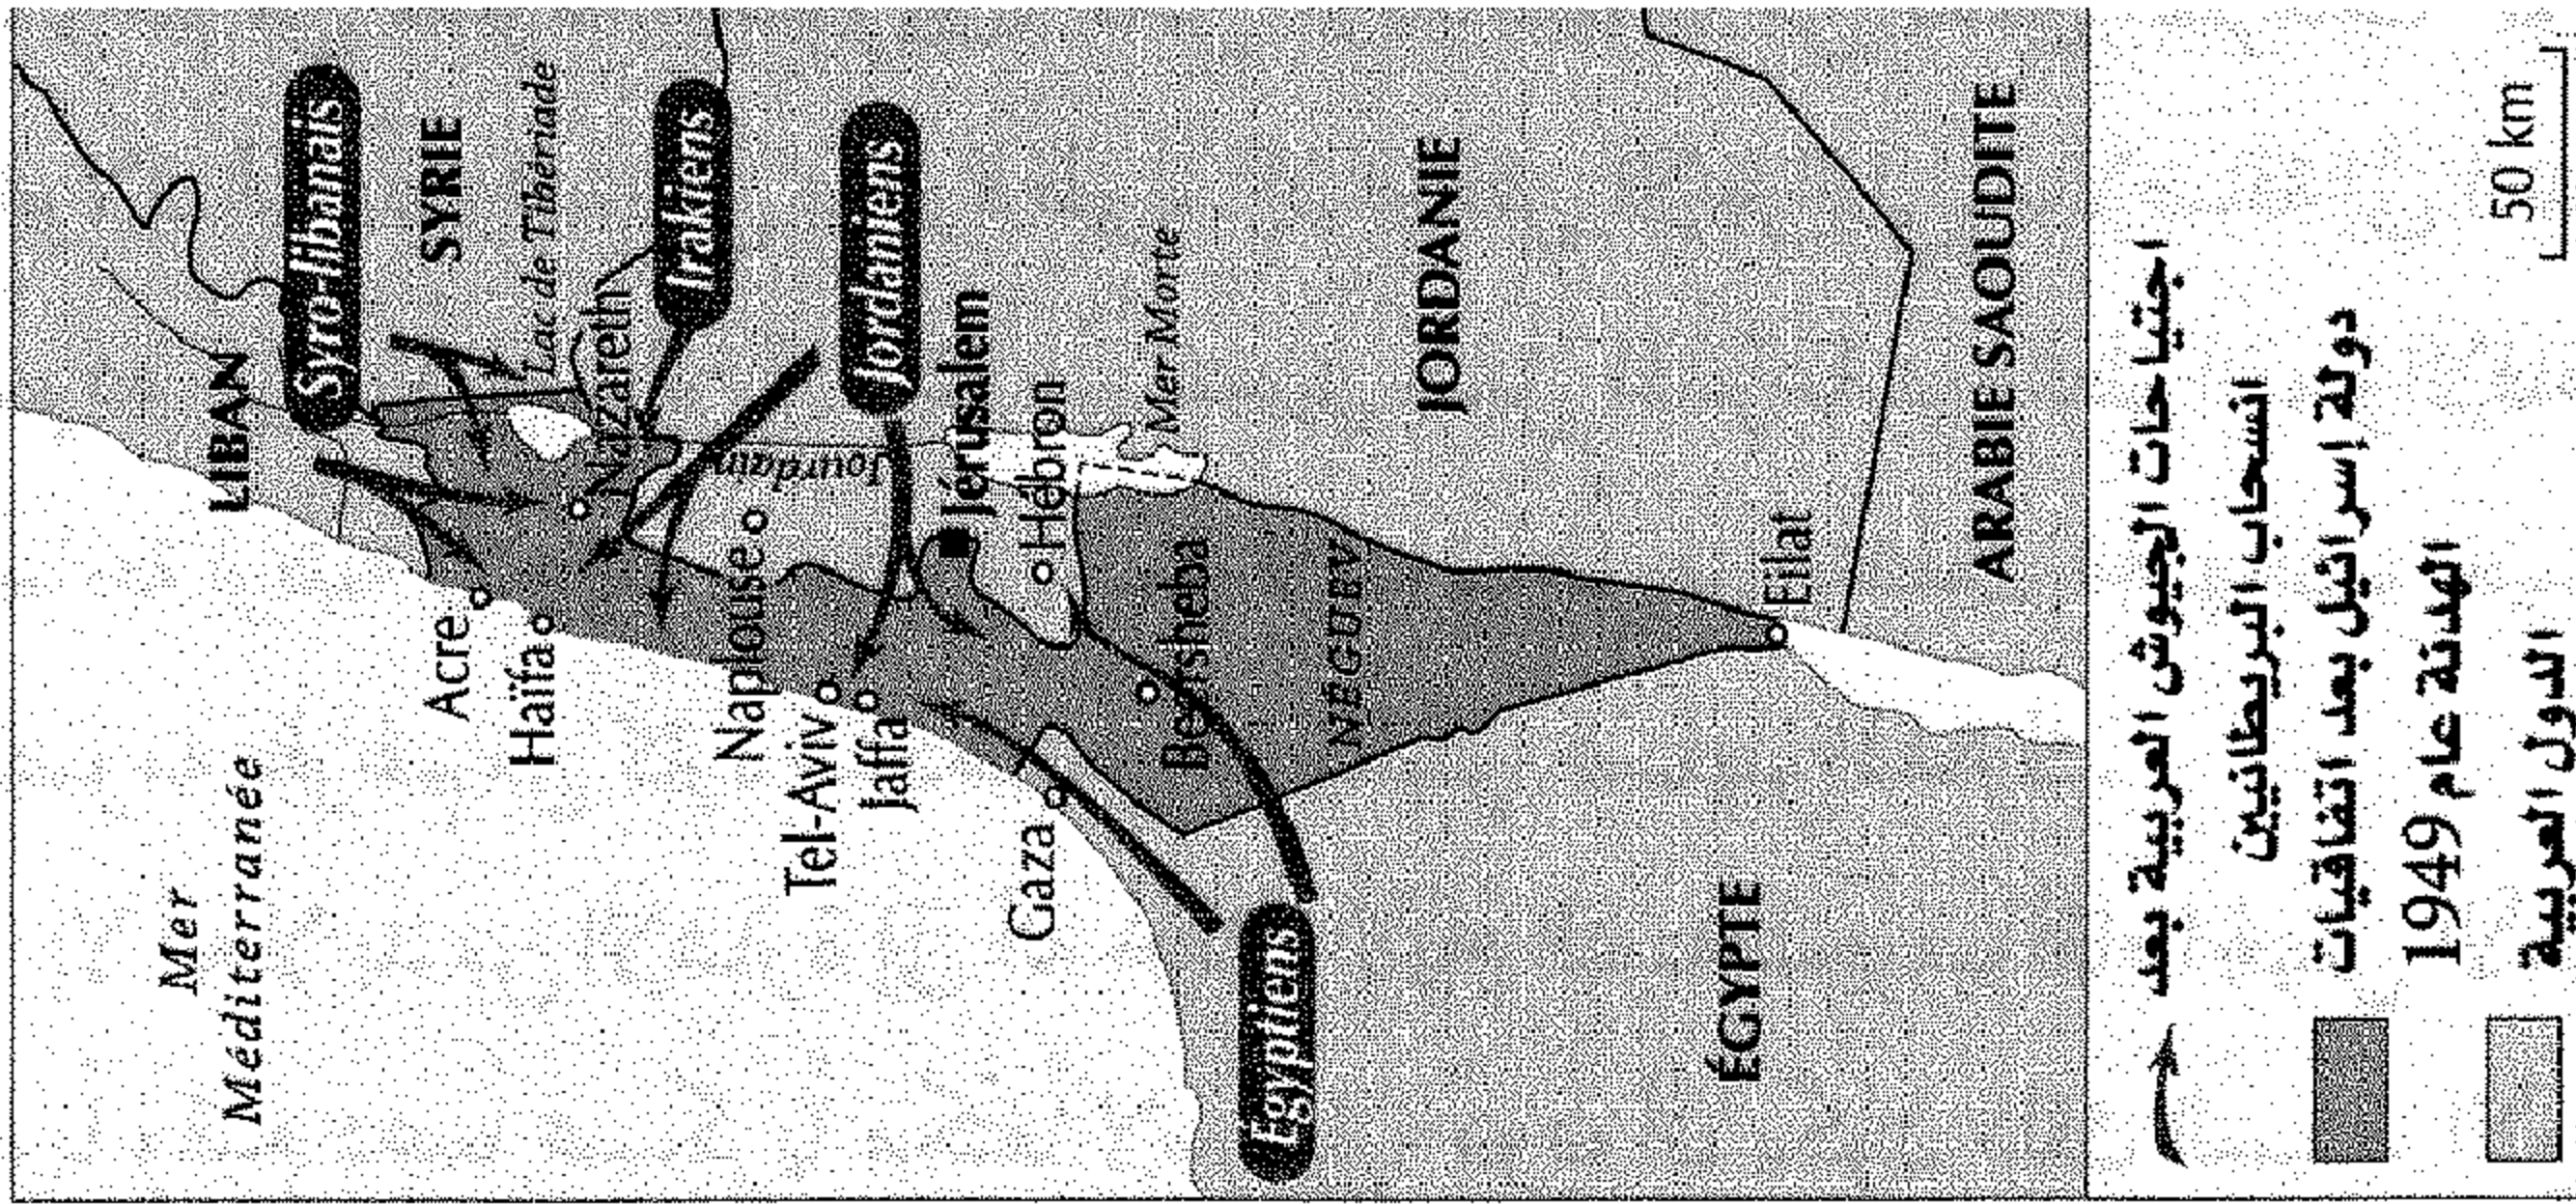 Mer
Méditerranée
LIBAN
Syro-libanais
SYRIE
Lac de Tibériade
Acre
Haïfa
Nazareth
Irakiens
Naplouse
Jourdain
Jordaniens
Tel-Aviv
Jaffa
Jérusalem
Hébron
Gaza
Mer Morte
Beersheba
Egyptiens
NÉGUEV
JORDANIE
ÉGYPTE
Eilat
ARABIE SAOUDITE
اجتياحات الجيوش العربية بعد
انسحاب البريطانيين
دولة إسرائيل بعد اتفاقيات
الهدنة عام 1949
الدول العربية
50 km